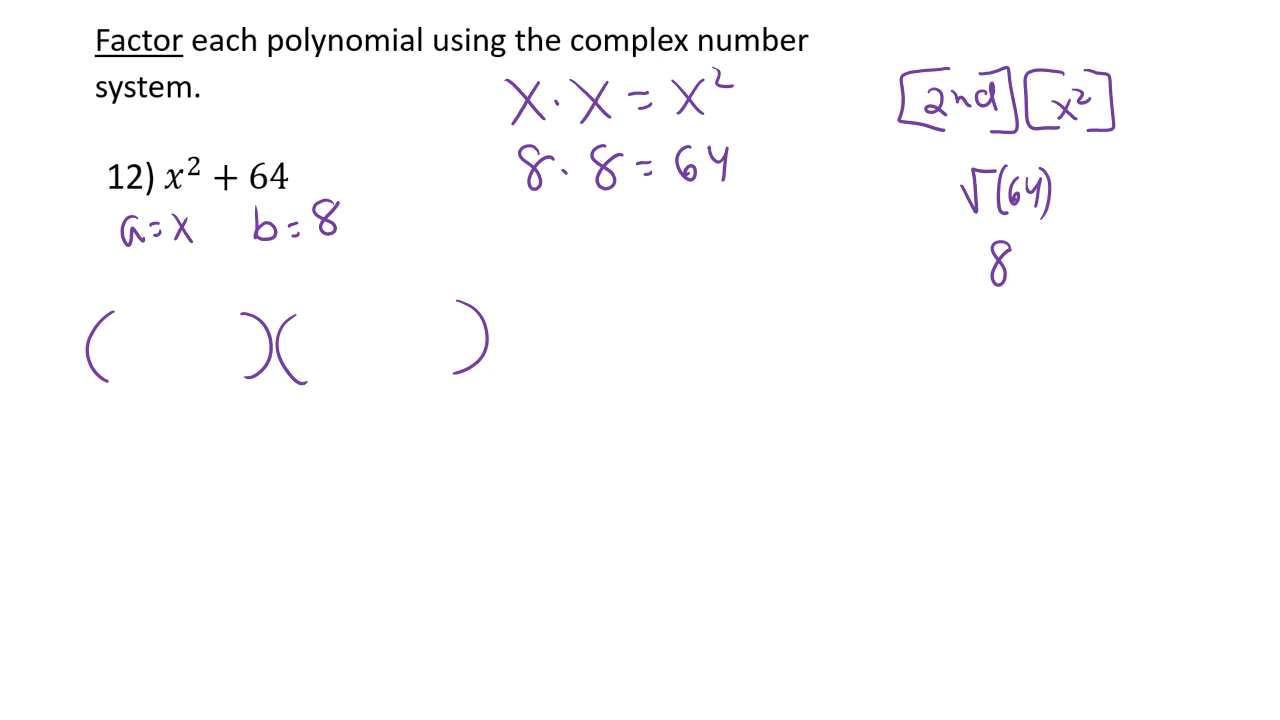 Factor each polynomial using the complex number
system.
x · x = x²
8 · 8 = 64
[2nd] [x²]
√(64)
8
12) x² + 64
a = x b = 8
( )( )